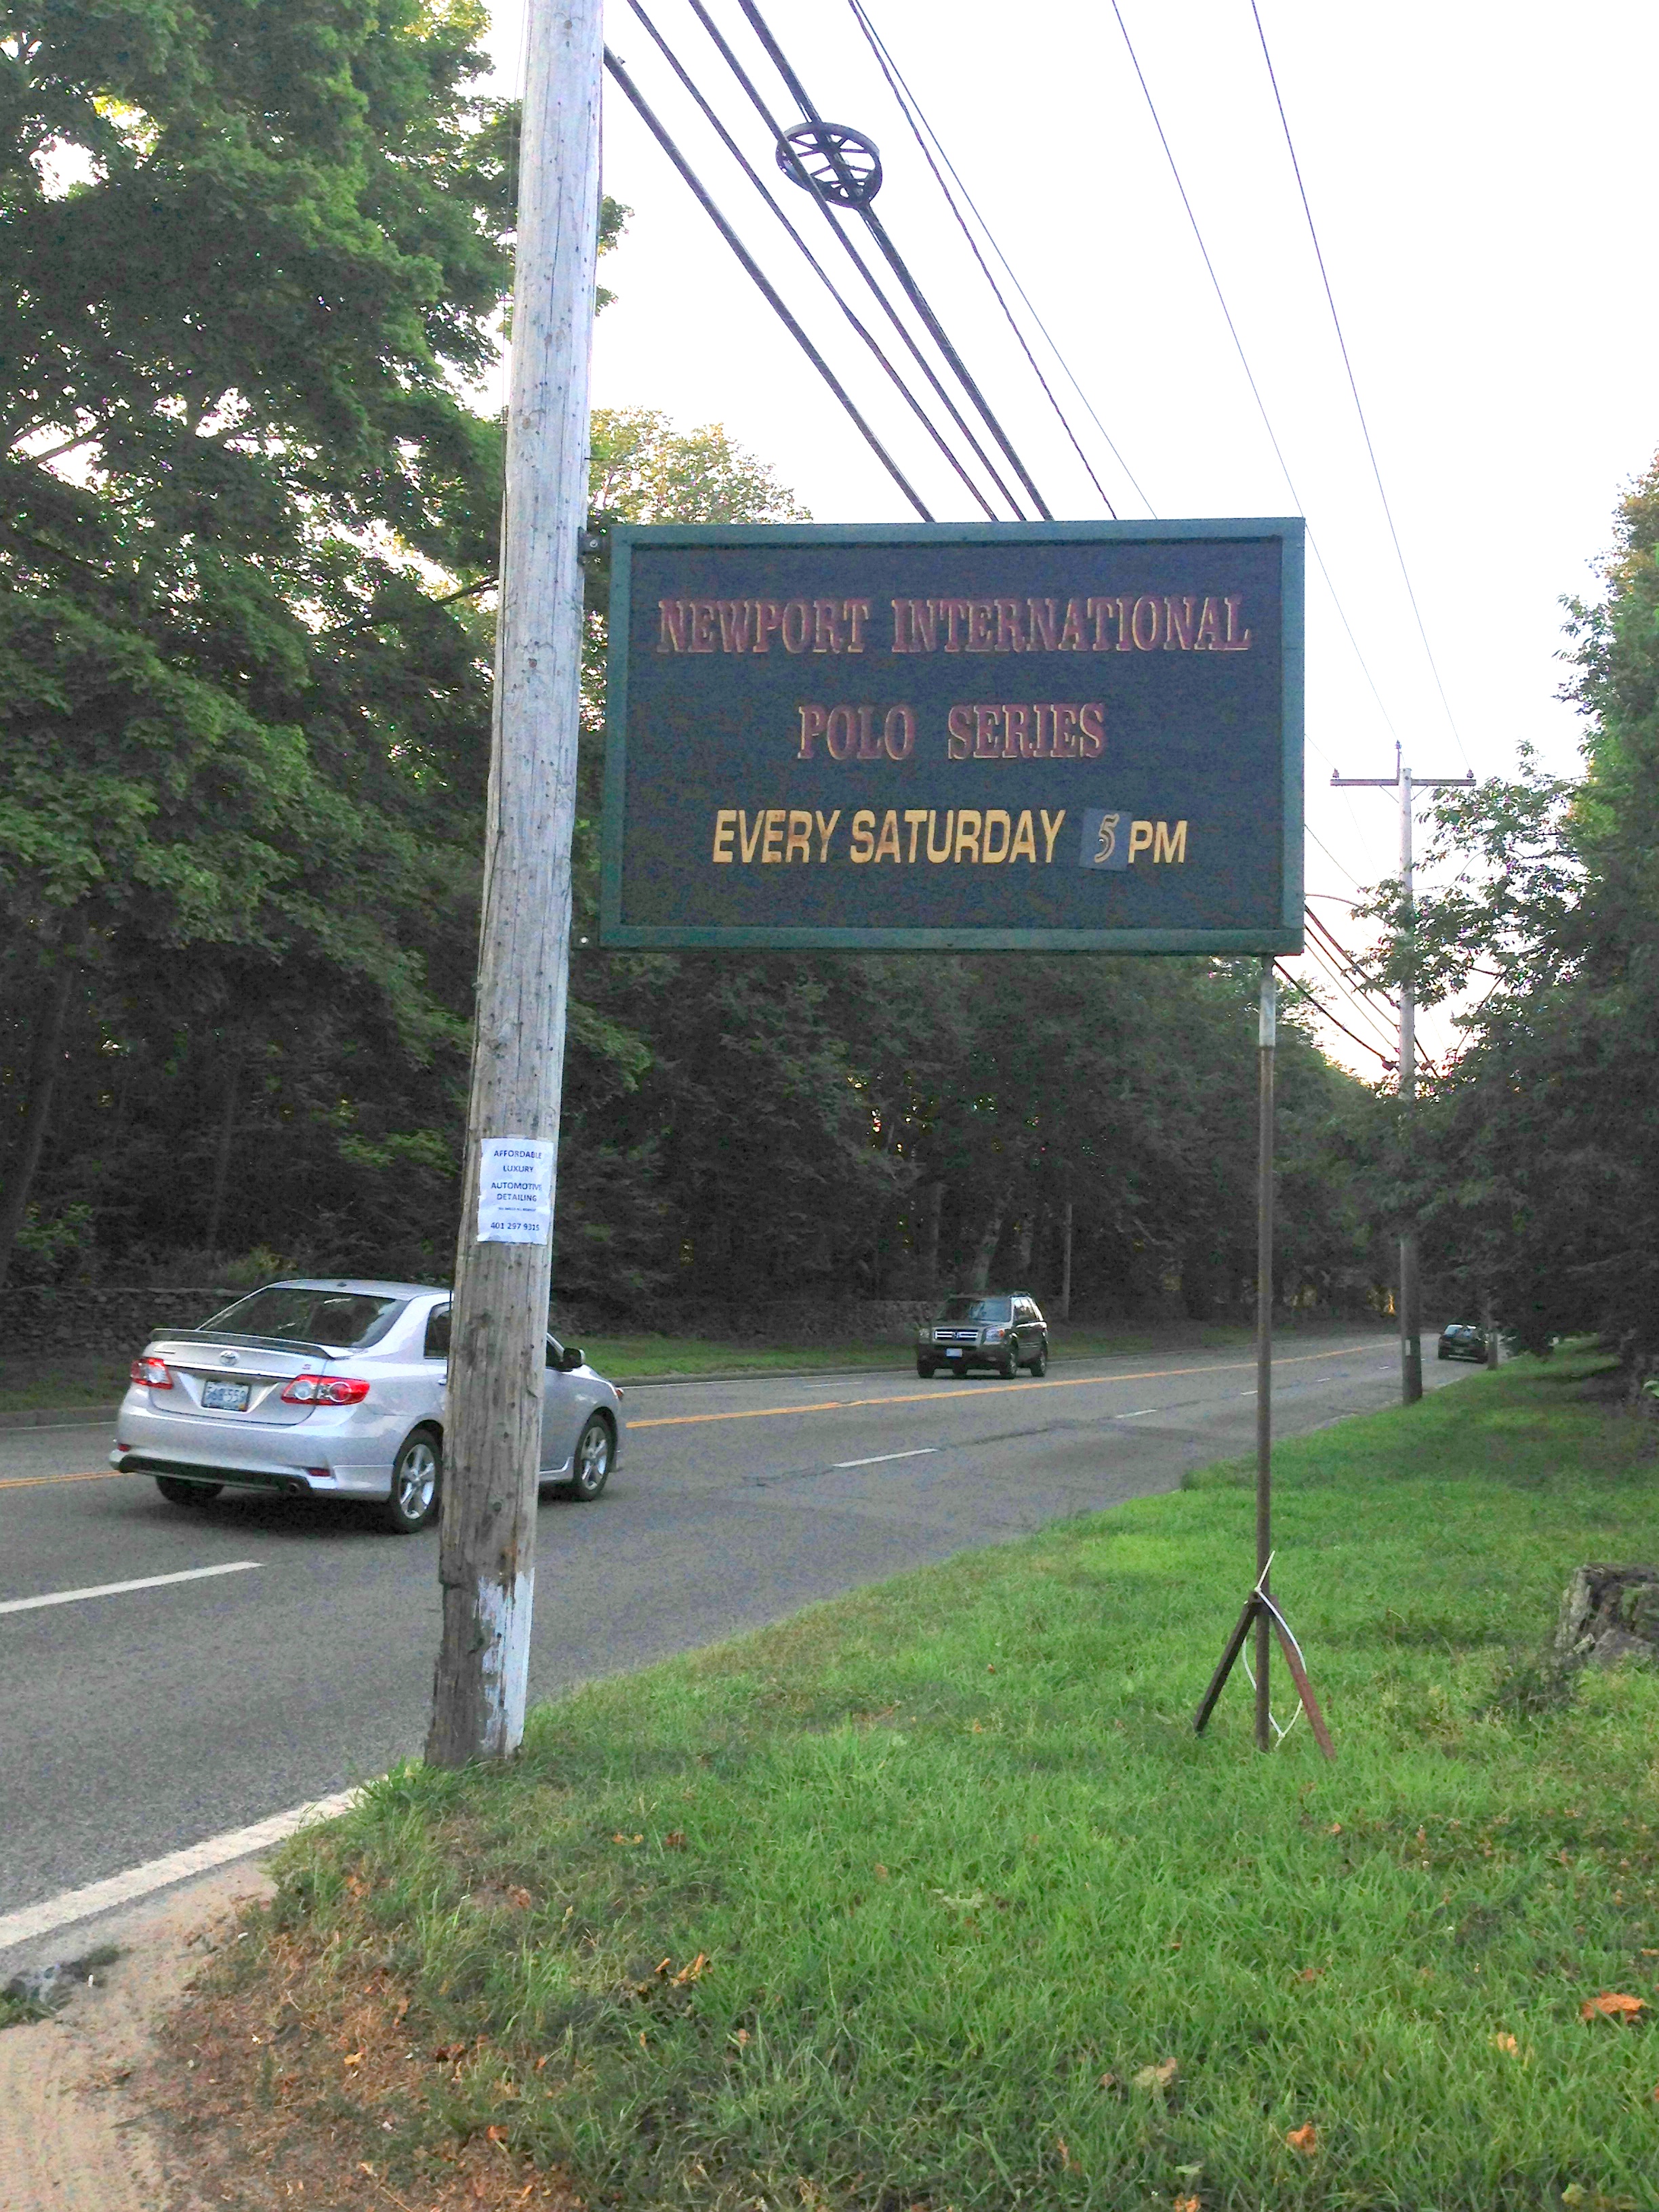 NEWPORT INTERNATIONAL
POLO SERIES
EVERY SATURDAY 5 PM
AFFORDABLE
LUXURY
AUTOMOTIVE
DETAILING
401 297 9315